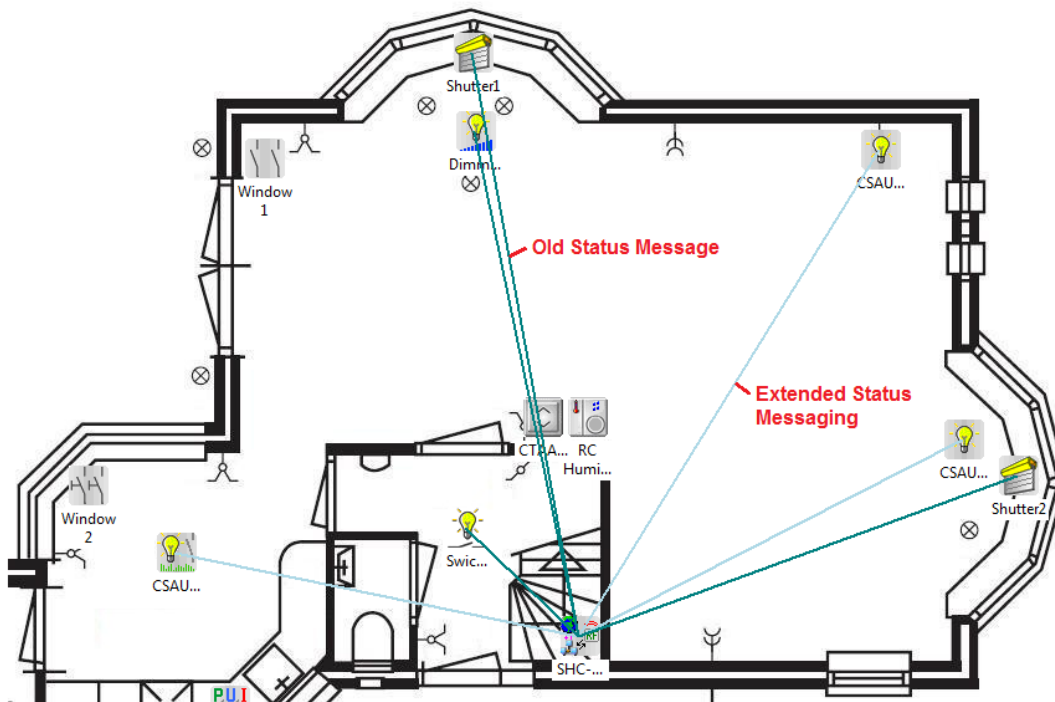 Shutter1
Dimm...
Window
1
CSAU...
Old Status Message
Extended Status
Messaging
CTAA...
RC
Humi...
CSAU...
Shutter2
Window
2
Swic...
CSAU...
RF
SHC-...
P.U.I